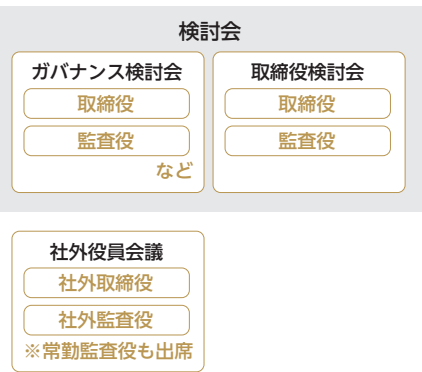 検討会
ガバナンス検討会
取締役
監査役
など
取締役検討会
取締役
監査役
社外役員会議
社外取締役
社外監査役
※常勤監査役も出席